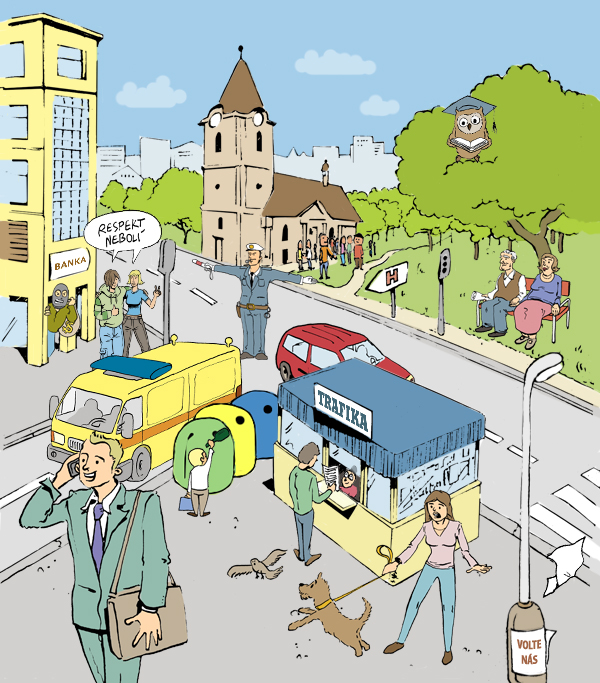 RESPEKT
NEBOLÍ
BANKA
H
TRAFIKA
VOLTE
NÁS